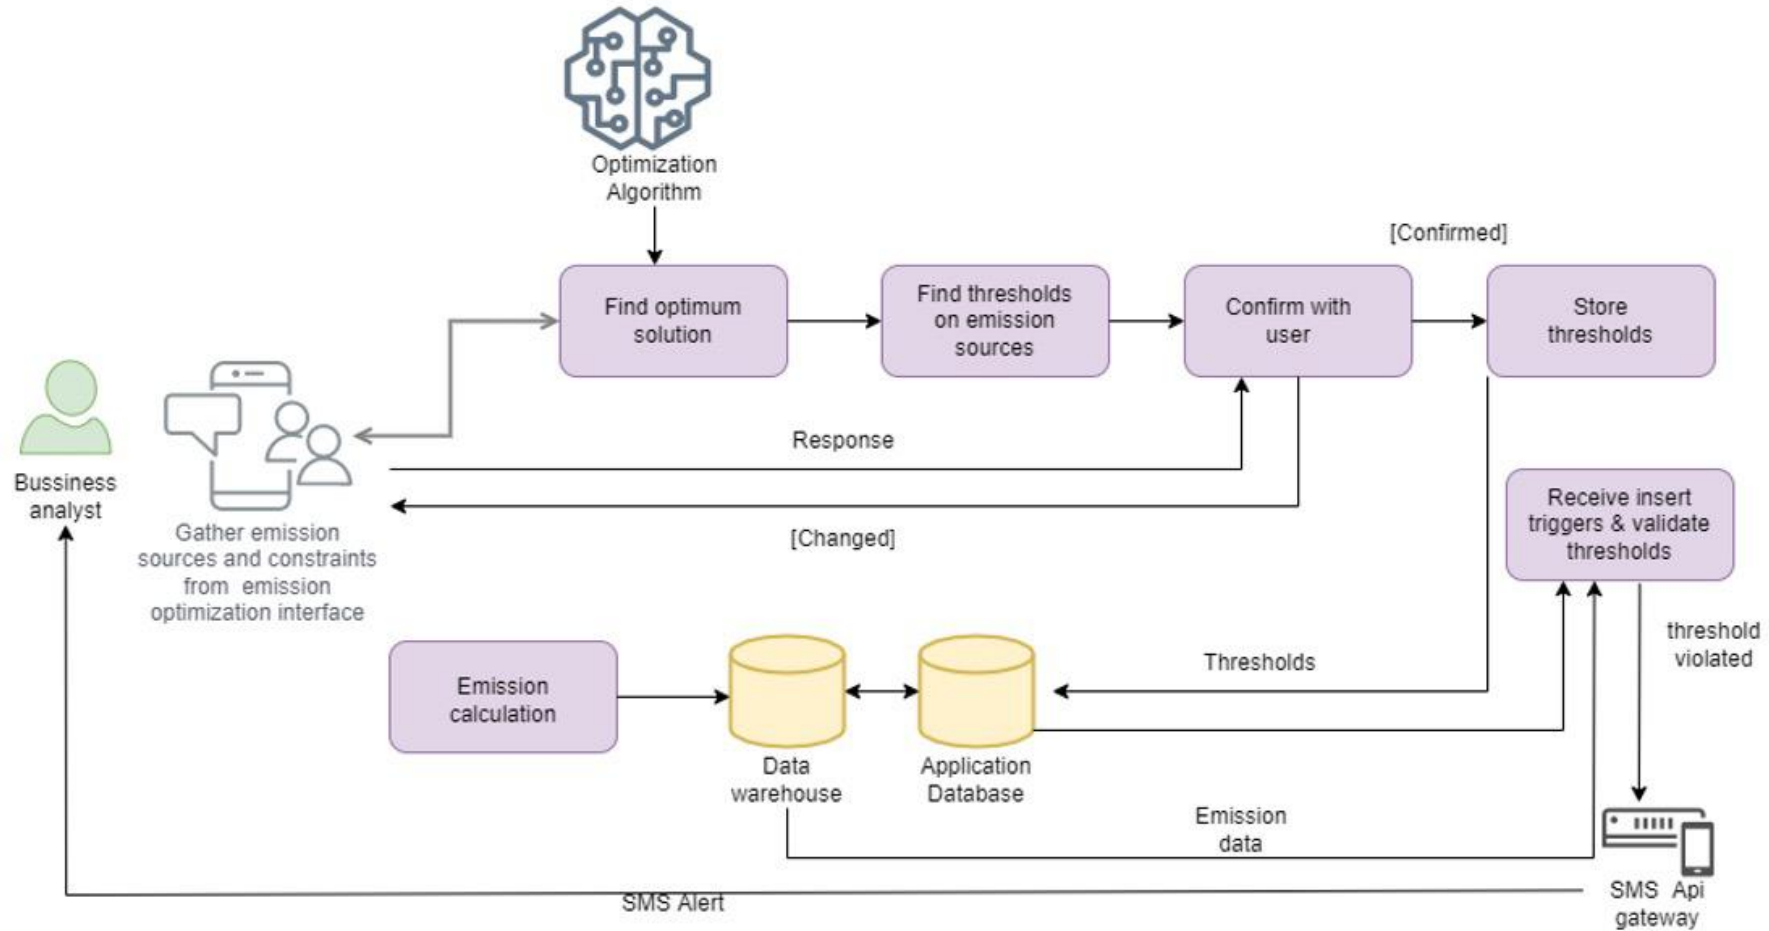 Optimization
Algorithm
[Confirmed]
Find optimum
solution
Find thresholds
on emission
sources
Confirm with
user
Store
thresholds
Response
Bussiness
analyst
Gather emission
sources and constraints
from emission
optimization interface
[Changed]
Receive insert
triggers & validate
thresholds
threshold
violated
Thresholds
Emission
calculation
Data
warehouse
Application
Database
Emission
data
SMS Alert
SMS Api
gateway